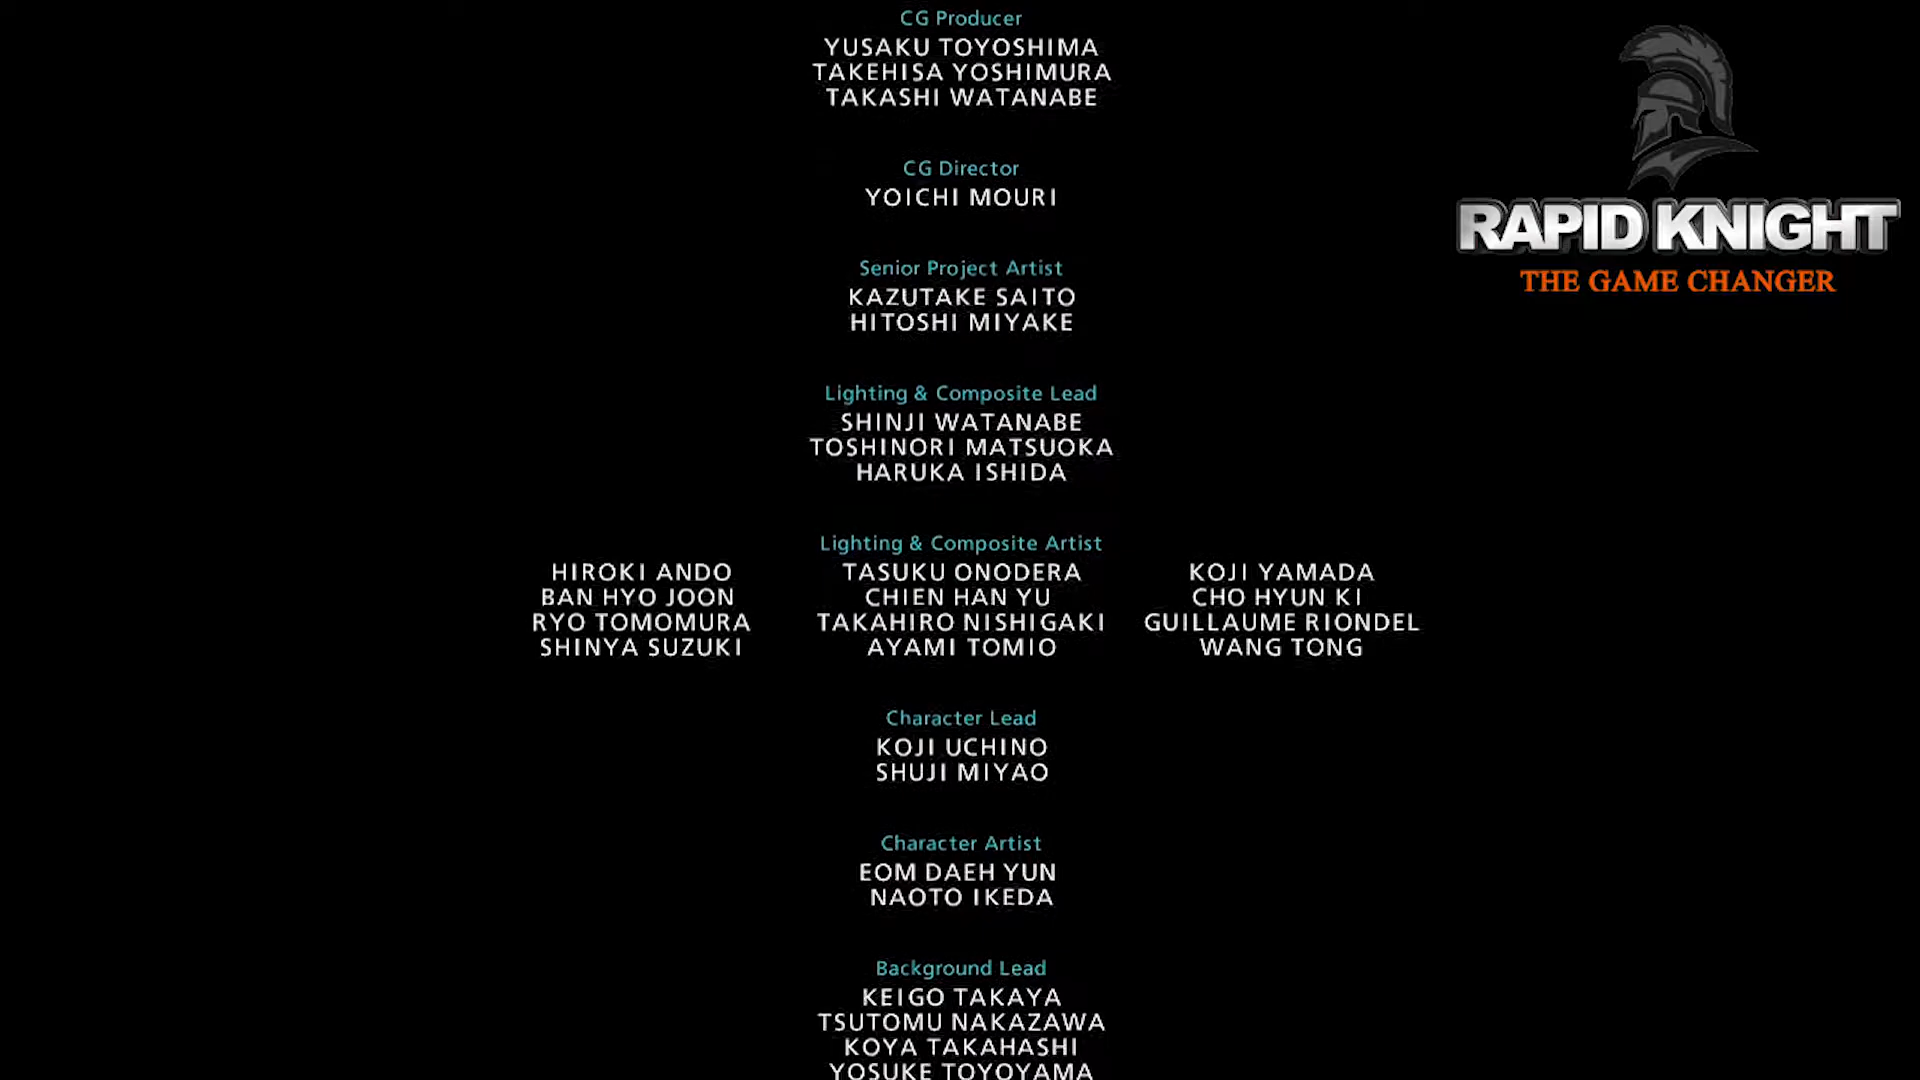 CG Producer
YUSAKU TOYOSHIMA
TAKEHISA YOSHIMURA
TAKASHI WATANABE
CG Director
YOICHI MOURI
RAPID KNIGHT
THE GAME CHANGER
Senior Project Artist
KAZUTAKE SAITO
HITOSHI MIYAKE
Lighting & Composite Lead
SHINJI WATANABE
TOSHINORI MATSUOKA
HARUKA ISHIDA
Lighting & Composite Artist
HIROKI ANDO TASUKU ONODERA KOJI YAMADA
BAN HYO JOON CHIEN HAN YU CHO HYUN KI
RYO TOMOMURA TAKAHIRO NISHIGAKI GUILLAUME RIONDEL
SHINYA SUZUKI AYAMI TOMIO WANG TONG
Character Lead
KOJI UCHINO
SHUJI MIYAO
Character Artist
EOM DAEH YUN
NAOTO IKEDA
Background Lead
KEIGO TAKAYA
TSUTOMU NAKAZAWA
KOYA TAKAHASHI
YOSUKE TOYOYAMA